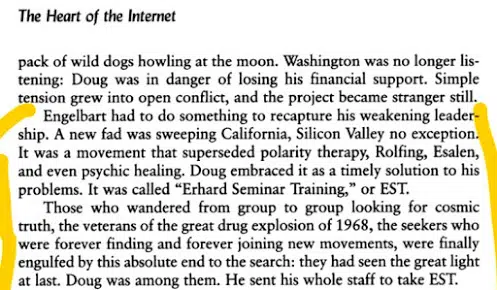 The Heart of the Internet
pack of wild dogs howling at the moon. Washington was no longer lis-
tening: Doug was in danger of losing his financial support. Simple
tension grew into open conflict, and the project became stranger still.
Engelbart had to do something to recapture his weakening leader-
ship. A new fad was sweeping California, Silicon Valley no exception.
It was a movement that superseded polarity therapy, Rolfing, Esalen,
and even psychic healing. Doug embraced it as a timely solution to his
problems. It was called “Erhard Seminar Training,” or EST.
Those who wandered from group to group looking for cosmic
truth, the veterans of the great drug explosion of 1968, the seekers who
were forever finding and forever joining new movements, were finally
engulfed by this absolute end to the search: they had seen the great light
at last. Doug was among them. He sent his whole staff to take EST.